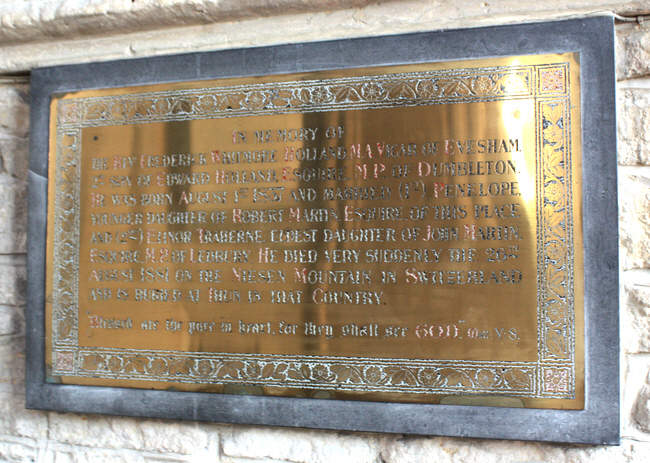 IN MEMORY OF
THE REV. FREDERICK WHITMORE HOLLAND, M.A. VICAR OF EVESHAM,
2ND SON OF EDWARD HOLLAND, ESQUIRE, M.P. OF DUMBLETON.
HE WAS BORN AUGUST 1ST 1837 AND MARRIED (1ST) PENELOPE,
YOUNGER DAUGHTER OF ROBERT MARTIN, ESQUIRE, OF THIS PLACE
AND (2ND) ELINOR TRAHERNE, ELDEST DAUGHTER OF JOHN MARTIN,
ESQUIRE, M.P. OF LEDBURY. HE DIED VERY SUDDENLY THE 26TH
AUGUST 1881 ON THE NIESEN MOUNTAIN IN SWITZERLAND
AND IS BURIED AT THUN IN THAT COUNTRY.
"Blessed are the pure in heart, for they shall see GOD." V. 8.